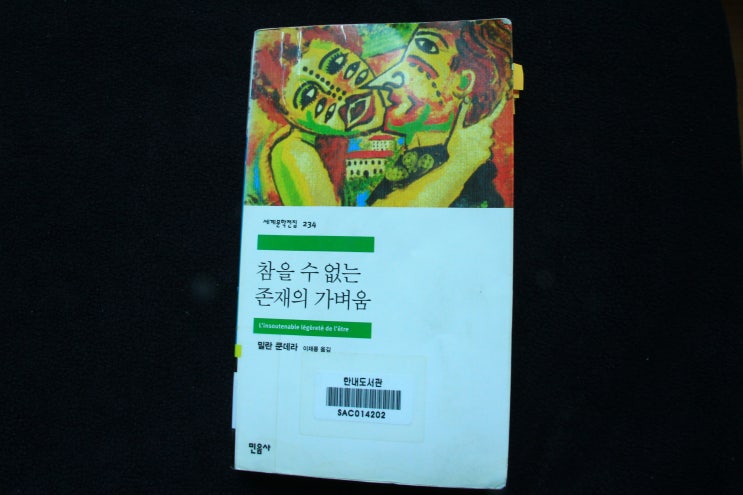 세계문학전집 234
참을 수 없는
존재의 가벼움
L'insoutenable légèreté de l'être
밀란 쿤데라 이재룡 옮김
한내도서관
SAC014202
민음사